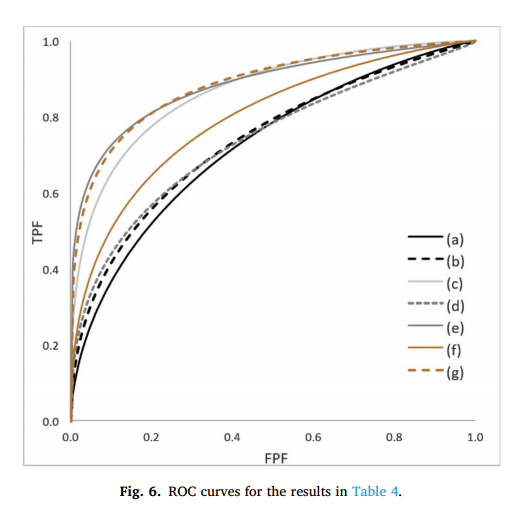 1.0
0.8
0.6
0.4
0.2
0.0
TPF
(a)
(b)
(c)
(d)
(e)
(f)
(g)
0.0 0.2 0.4 0.6 0.8 1.0
FPF
Fig. 6. ROC curves for the results in Table 4.